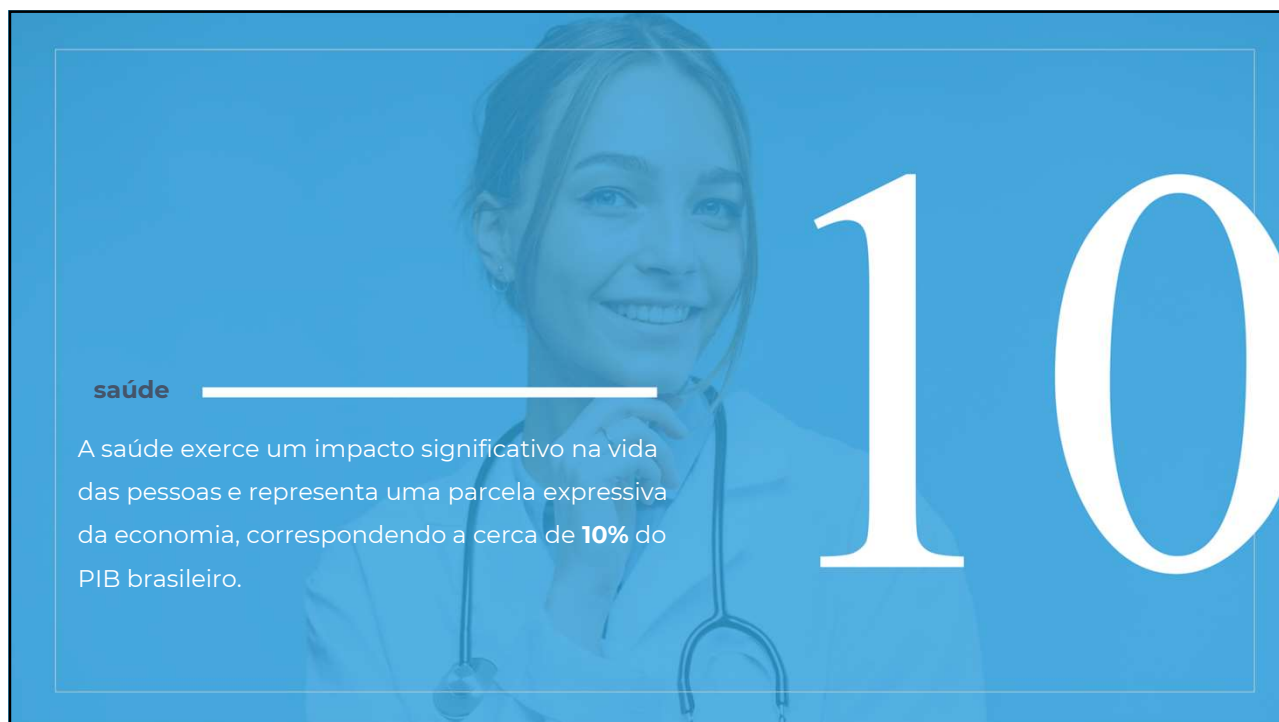 saúde
A saúde exerce um impacto significativo na vida
das pessoas e representa uma parcela expressiva
da economia, correspondendo a cerca de 10% do
PIB brasileiro.
10